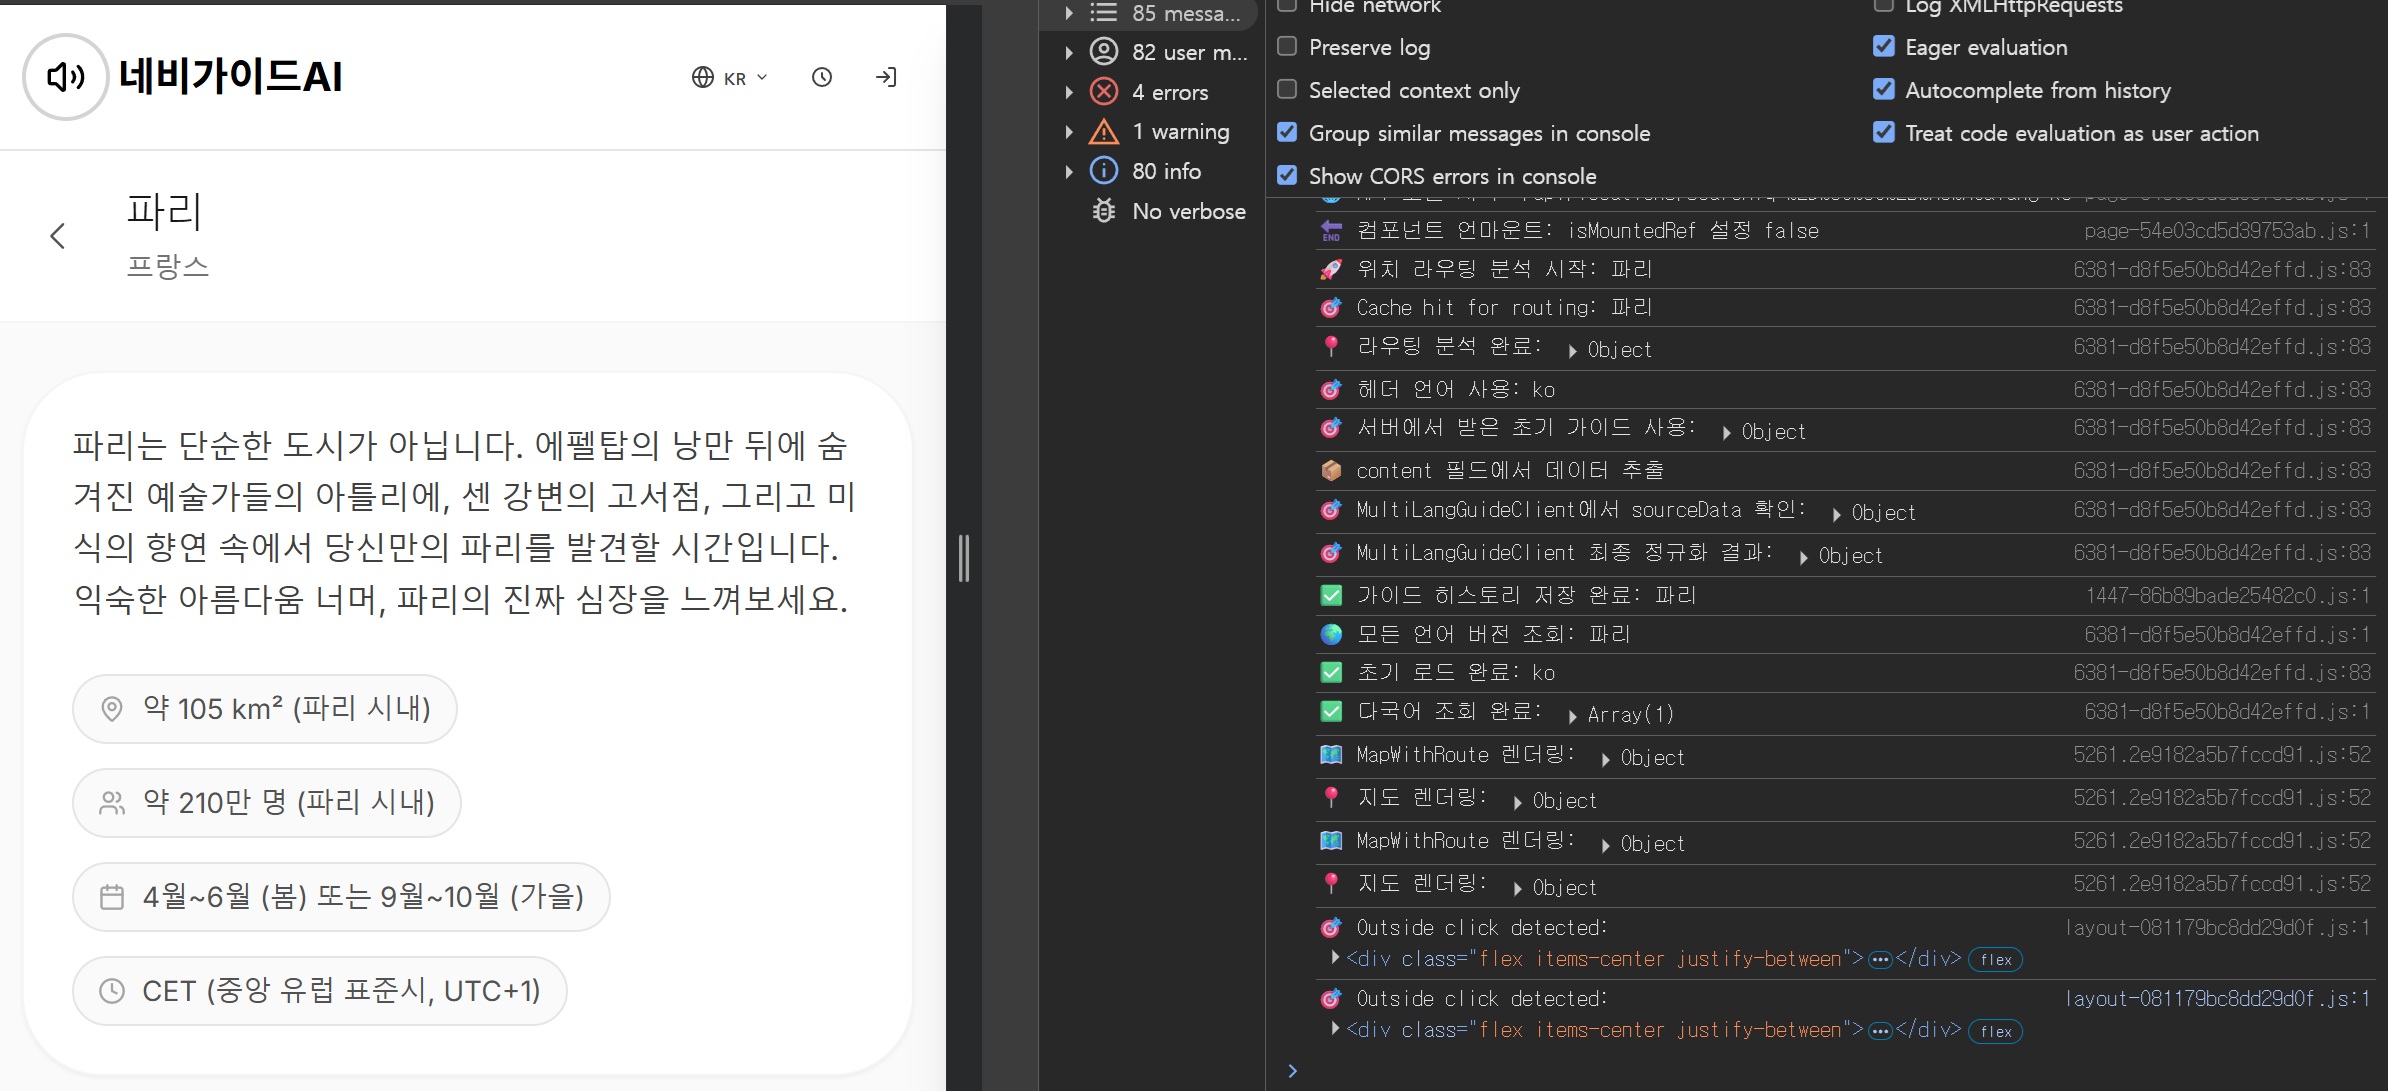 네비가이드AI
KR
파리
프랑스
파리는 단순한 도시가 아닙니다. 에펠탑의 낭만 뒤에 숨
겨진 예술가들의 아틀리에, 센 강변의 고서점, 그리고 미
식의 향연 속에서 당신만의 파리를 발견할 시간입니다.
익숙한 아름다움 너머, 파리의 진짜 심장을 느껴보세요.
약 105 km² (파리 시내)
약 210만 명 (파리 시내)
4월~6월 (봄) 또는 9월~10월 (가을)
CET (중앙 유럽 표준시, UTC+1)
85 messa...
82 user m...
4 errors
1 warning
80 info
No verbose
Hide network
Log XMLHttpRequests
Preserve log
Eager evaluation
Selected context only
Autocomplete from history
Group similar messages in console
Treat code evaluation as user action
Show CORS errors in console
END 컴포넌트 언마운트: isMountedRef 설정 false page-54e03cd5d39753ab.js:1
위치 라우팅 분석 시작: 파리 6381-d8f5e50b8d42effd.js:83
Cache hit for routing: 파리 6381-d8f5e50b8d42effd.js:83
라우팅 분석 완료: Object 6381-d8f5e50b8d42effd.js:83
헤더 언어 사용: ko 6381-d8f5e50b8d42effd.js:83
서버에서 받은 초기 가이드 사용: Object 6381-d8f5e50b8d42effd.js:83
content 필드에서 데이터 추출 6381-d8f5e50b8d42effd.js:83
MultiLangGuideClient에서 sourceData 확인: Object 6381-d8f5e50b8d42effd.js:83
MultiLangGuideClient 최종 정규화 결과: Object 6381-d8f5e50b8d42effd.js:83
가이드 히스토리 저장 완료: 파리 1447-86b89bade25482c0.js:1
모든 언어 버전 조회: 파리 6381-d8f5e50b8d42effd.js:1
초기 로드 완료: ko 6381-d8f5e50b8d42effd.js:83
다국어 조회 완료: Array(1) 6381-d8f5e50b8d42effd.js:1
MapWithRoute 렌더링: Object 5261.2e9182a5b7fccd91.js:52
지도 렌더링: Object 5261.2e9182a5b7fccd91.js:52
MapWithRoute 렌더링: Object 5261.2e9182a5b7fccd91.js:52
지도 렌더링: Object 5261.2e9182a5b7fccd91.js:52
Outside click detected: layout-081179bc8dd29d0f.js:1
<div class="flex items-center justify-between">…</div> flex
Outside click detected: layout-081179bc8dd29d0f.js:1
<div class="flex items-center justify-between">…</div> flex